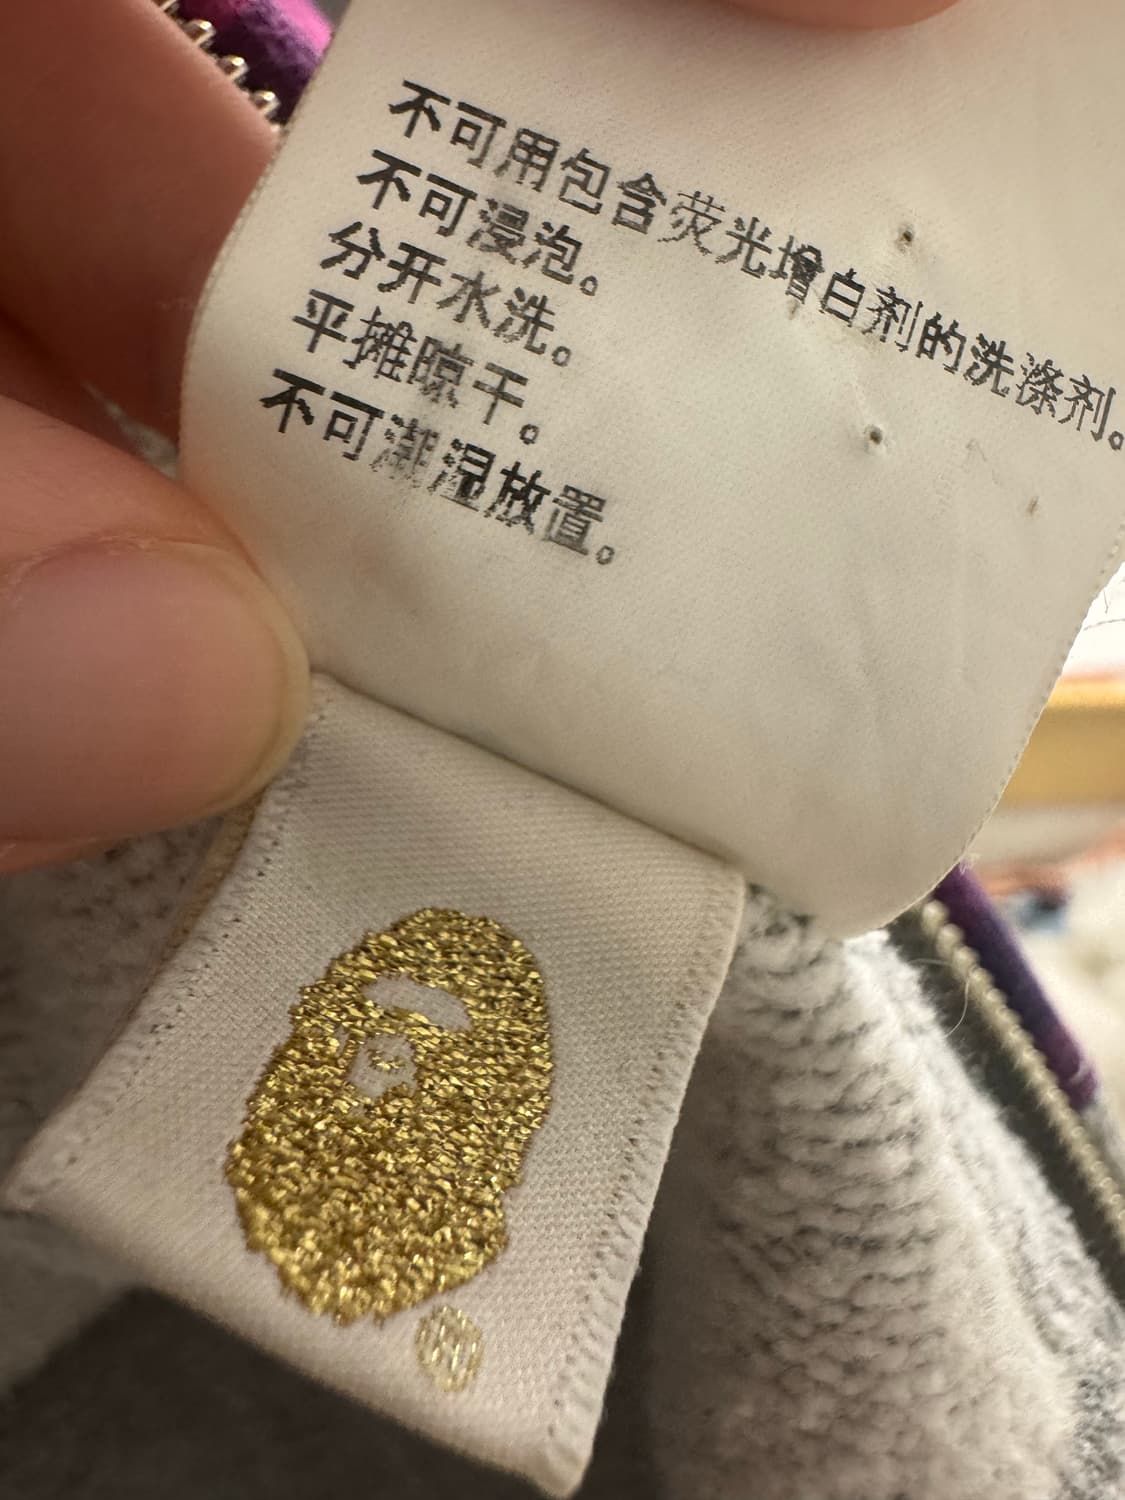 不可用包含荧光增白剂的洗涤剂。
不可浸泡。
分开水洗。
平摊晾干。
不可潮湿放置。